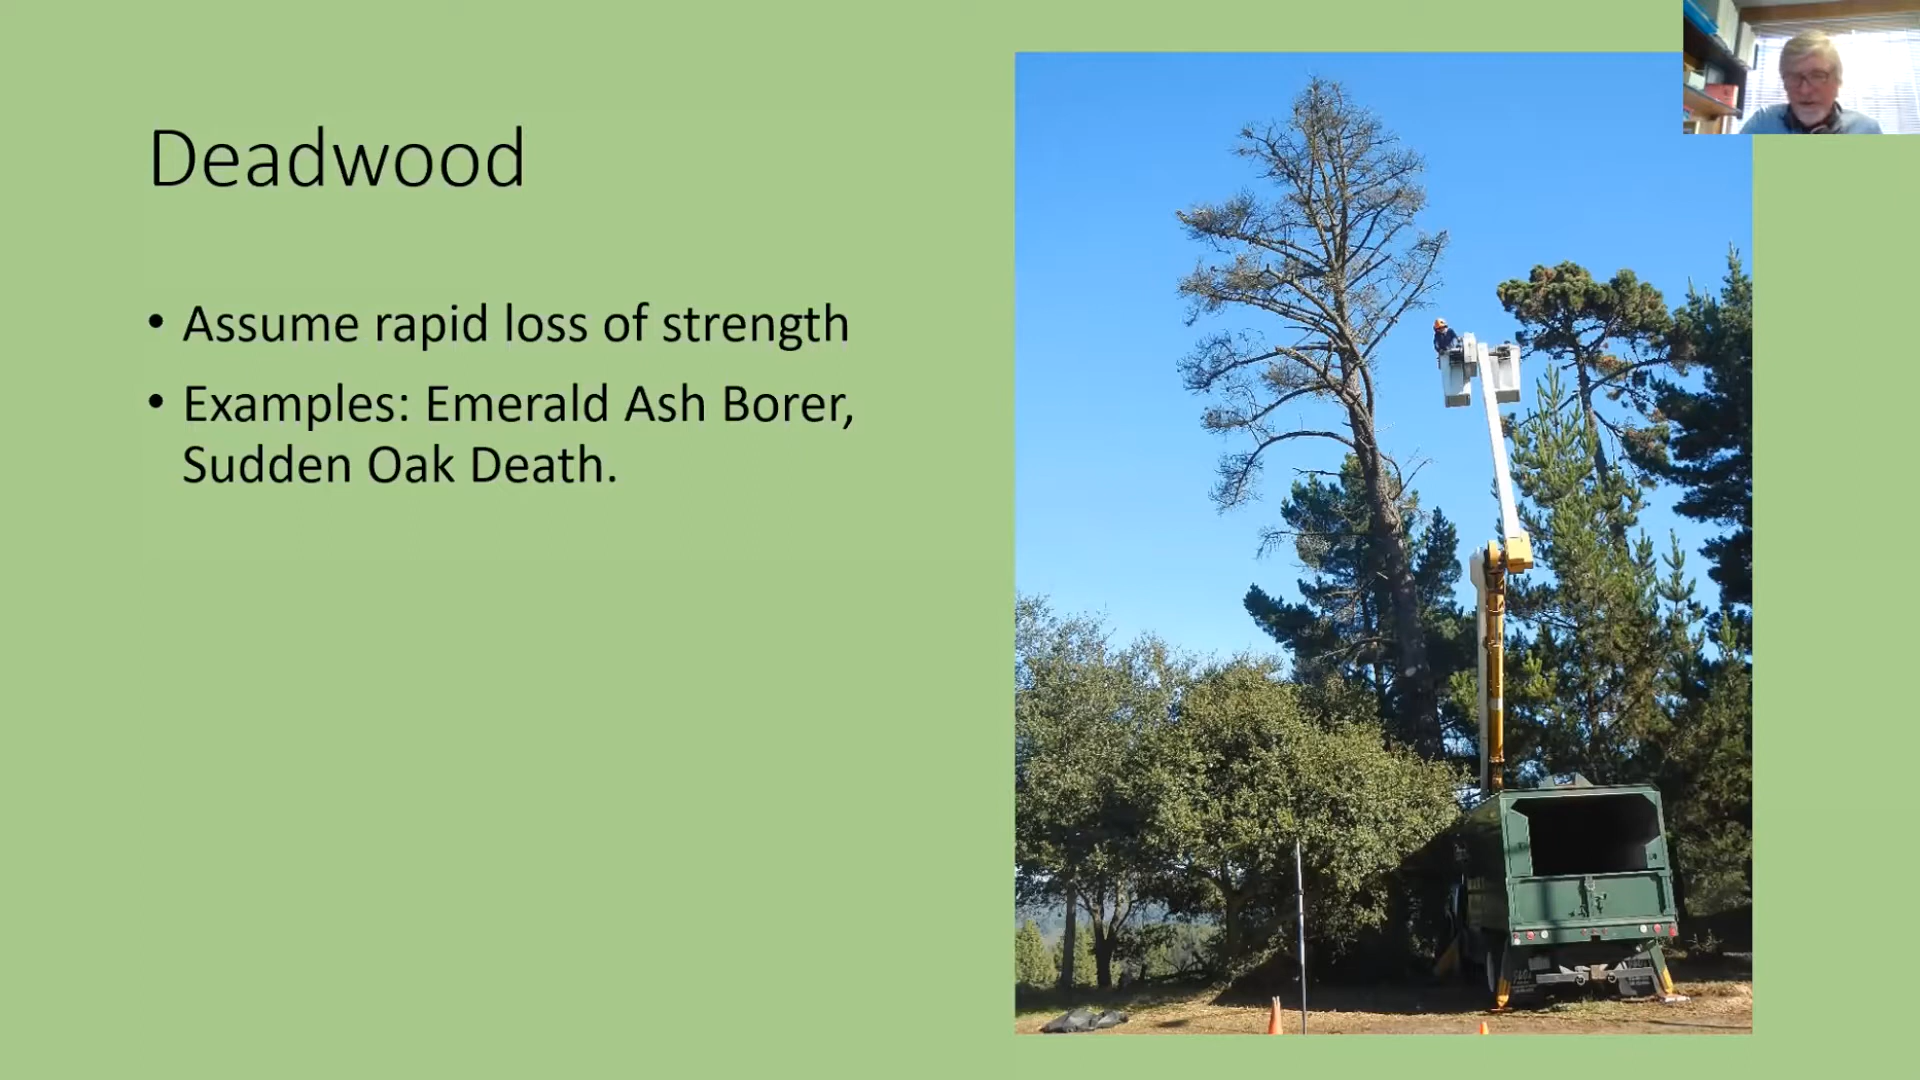 Deadwood
• Assume rapid loss of strength
• Examples: Emerald Ash Borer,
Sudden Oak Death.